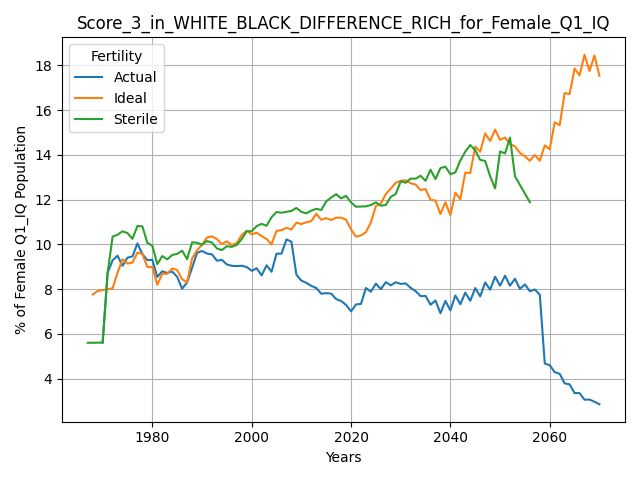 Score_3_in_WHITE_BLACK_DIFFERENCE_RICH_for_Female_Q1_IQ
Fertility
Actual
Ideal
Sterile
% of Female Q1_IQ Population
18
16
14
12
10
8
6
4
1980
2000
2020
2040
2060
Years